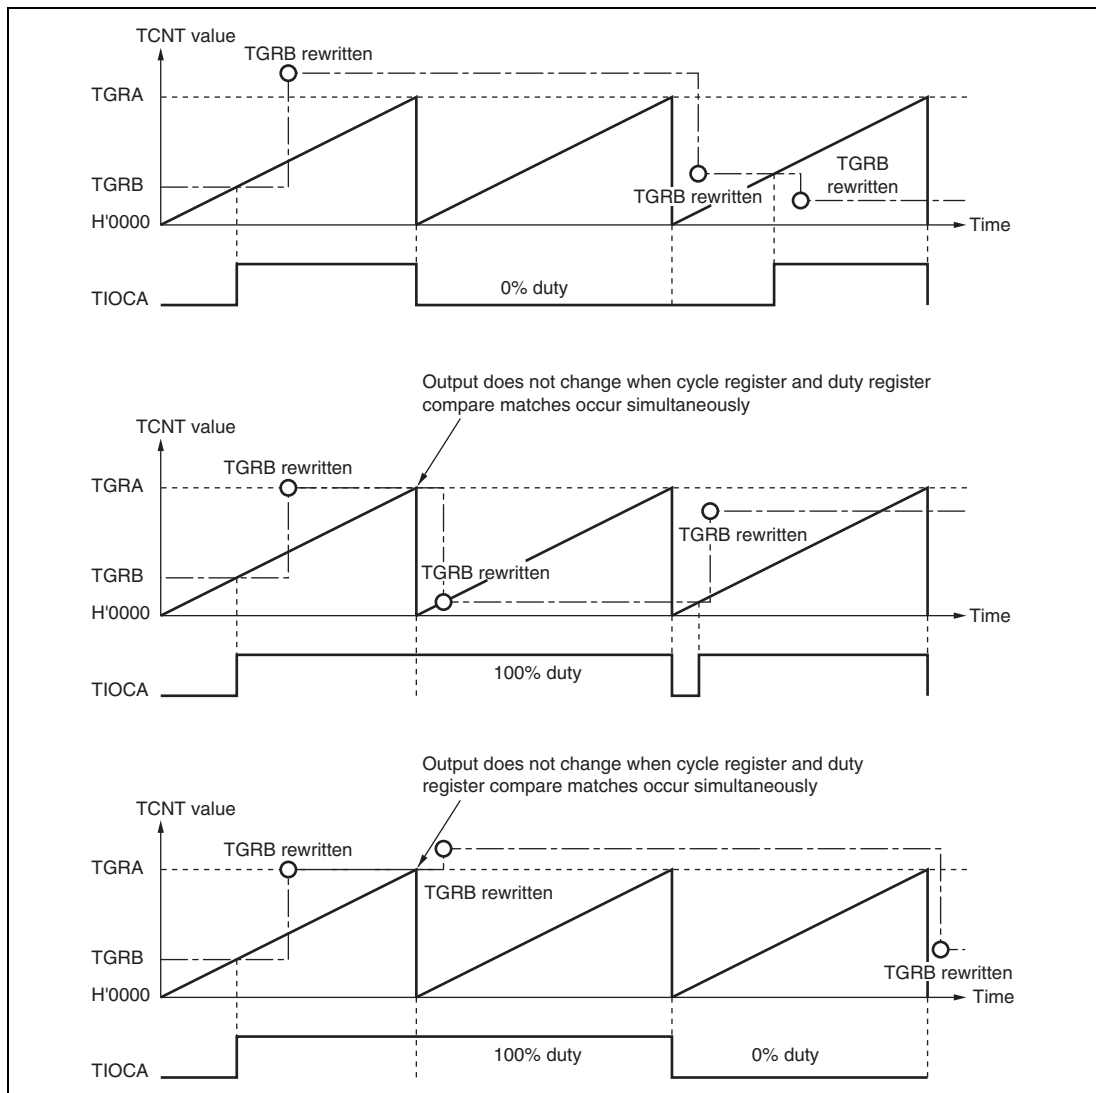 TCNT value
TGRB rewritten
TGRA
TGRB
rewritten
TGRB
TGRB rewritten
H'0000
Time
0% duty
TIOCA
Output does not change when cycle register and duty register
compare matches occur simultaneously
TCNT value
TGRB rewritten
TGRA
TGRB rewritten
TGRB
TGRB rewritten
H'0000
Time
100% duty
TIOCA
Output does not change when cycle register and duty
register compare matches occur simultaneously
TCNT value
TGRB rewritten
TGRA
TGRB rewritten
TGRB
TGRB rewritten
H'0000
Time
100% duty
0% duty
TIOCA